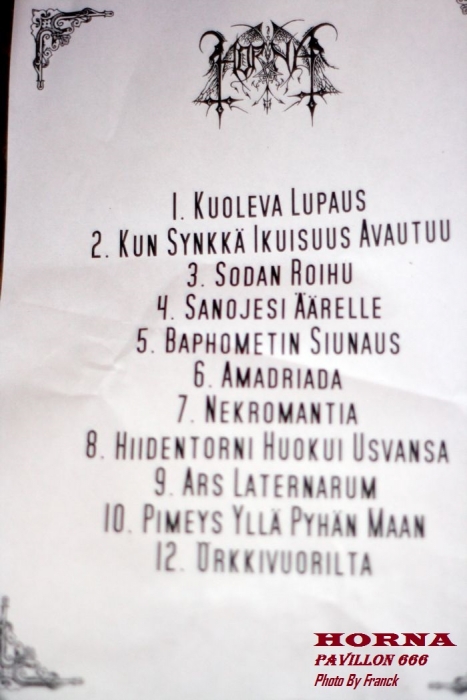 HORNA
1. KUOLEVA LUPAUS
2. KUN SYNKKÄ IKUISUUS AVAUTUU
3. SODAN ROIHU
4. SANOJESI ÄÄRELLE
5. BAPHOMETIN SIUNAUS
6. AMADRIADA
7. NEKROMANTIA
8. HIIDENTORNI HUOKUI USVANSA
9. ARS LATERNARUM
10. PIMEYS YLLÄ PYHÄN MAAN
12. ÖRKKIVUORILTA
HORNA
PAVILLON 666
Photo By Franck